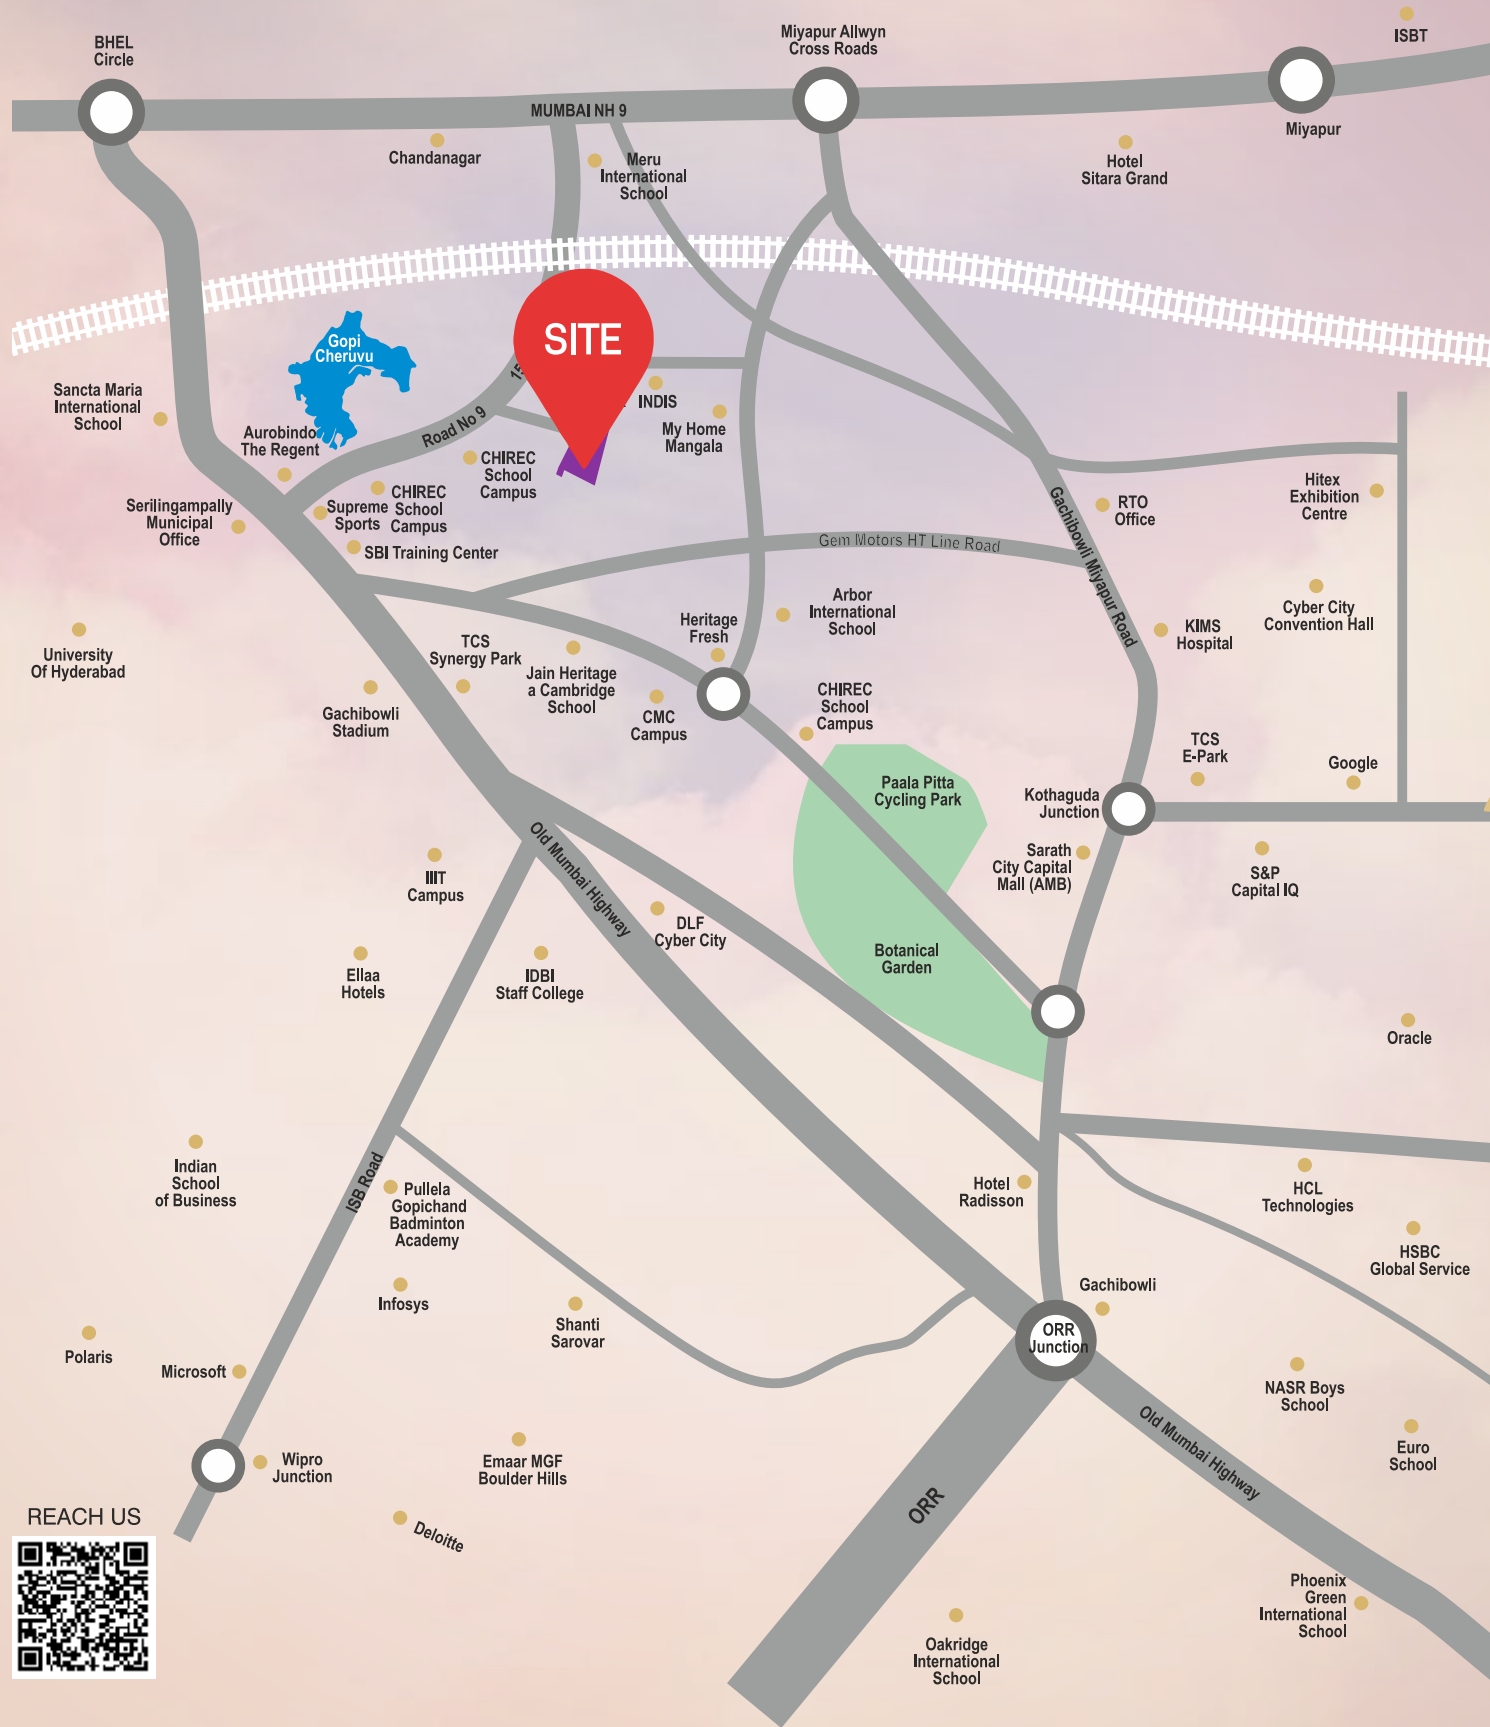 ISBT
BHEL
Circle
Miyapur Allwyn
Cross Roads
MUMBAI NH 9
Miyapur
Chandanagar
Meru
International
School
Hotel
Sitara Grand
SITE
Gopi
Cheruvu
Sancta Maria
International
School
INDIS
My Home
Mangala
Road No 9
Aurobindo
The Regent
CHIREC
School
Campus
Supreme
Sports
CHIREC
School
Campus
Serilingampally
Municipal
Office
SBI Training Center
Hitex
Exhibition
Centre
RTO
Office
Gachibowli Miyapur Road
Gem Motors HT Line Road
Arbor
International
School
Cyber City
Convention Hall
KIMS
Hospital
Heritage
Fresh
University
Of Hyderabad
TCS
Synergy Park
Jain Heritage
a Cambridge
School
Gachibowli
Stadium
CMC
Campus
CHIREC
School
Campus
TCS
E-Park
Google
Paala Pitta
Cycling Park
Kothaguda
Junction
Sarath
City Capital
Mall (AMB)
S&P
Capital IQ
Old Mumbai Highway
IIIT
Campus
DLF
Cyber City
Botanical
Garden
Ellaa
Hotels
IDBI
Staff College
Oracle
Indian
School
of Business
ISB Road
Pullela
Gopichand
Badminton
Academy
Hotel
Radisson
HCL
Technologies
HSBC
Global Service
Infosys
Gachibowli
Shanti
Sarovar
ORR
Junction
Polaris
Microsoft
NASR Boys
School
Old Mumbai Highway
Euro
School
Wipro
Junction
Emaar MGF
Boulder Hills
ORR
Deloitte
REACH US
Phoenix
Green
International
School
Oakridge
International
School